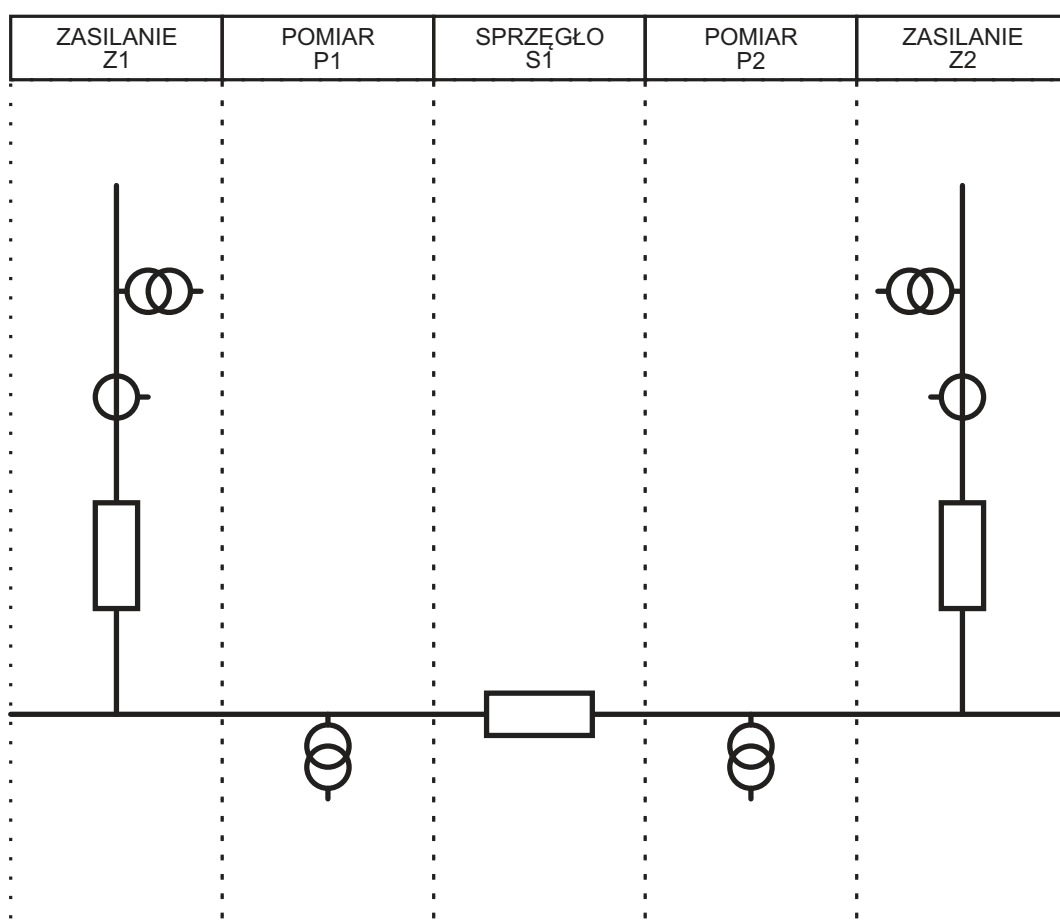 ZASILANIE
Z1
POMIAR
P1
SPRZĘGŁO
S1
POMIAR
P2
ZASILANIE
Z2